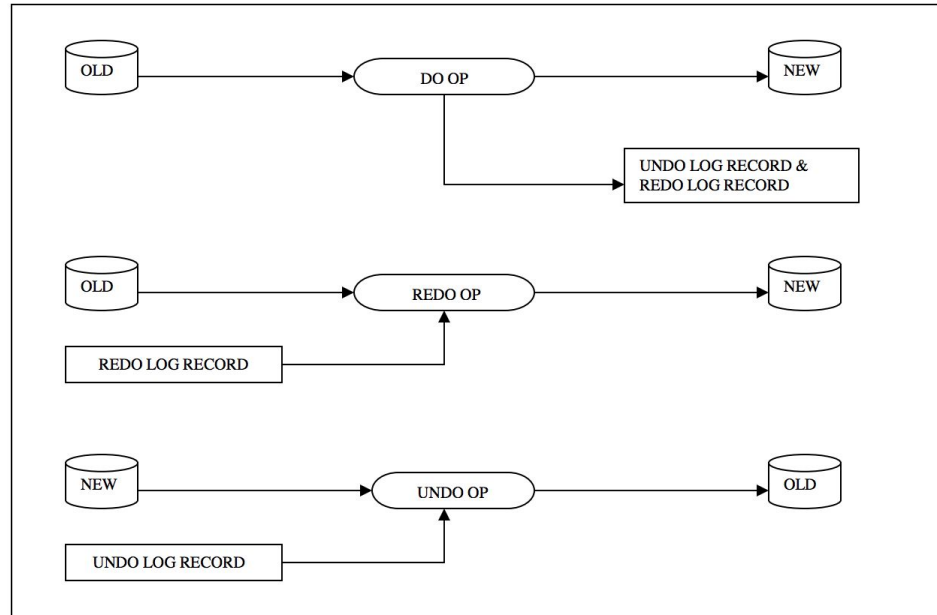 OLD
DO OP
NEW
UNDO LOG RECORD &
REDO LOG RECORD
OLD
REDO OP
NEW
REDO LOG RECORD
NEW
UNDO OP
OLD
UNDO LOG RECORD